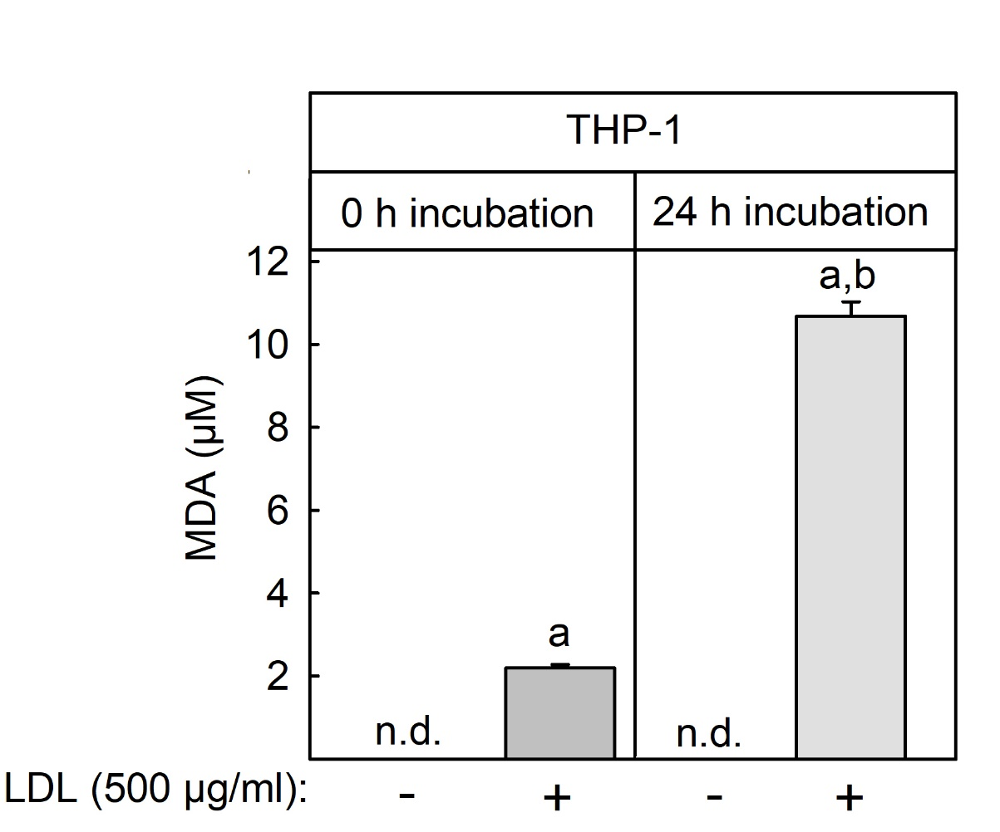 THP-1
0 h incubation
24 h incubation
12
10
8
6
4
2
MDA (µM)
a,b
a
n.d.
n.d.
LDL (500 µg/ml): - + - +